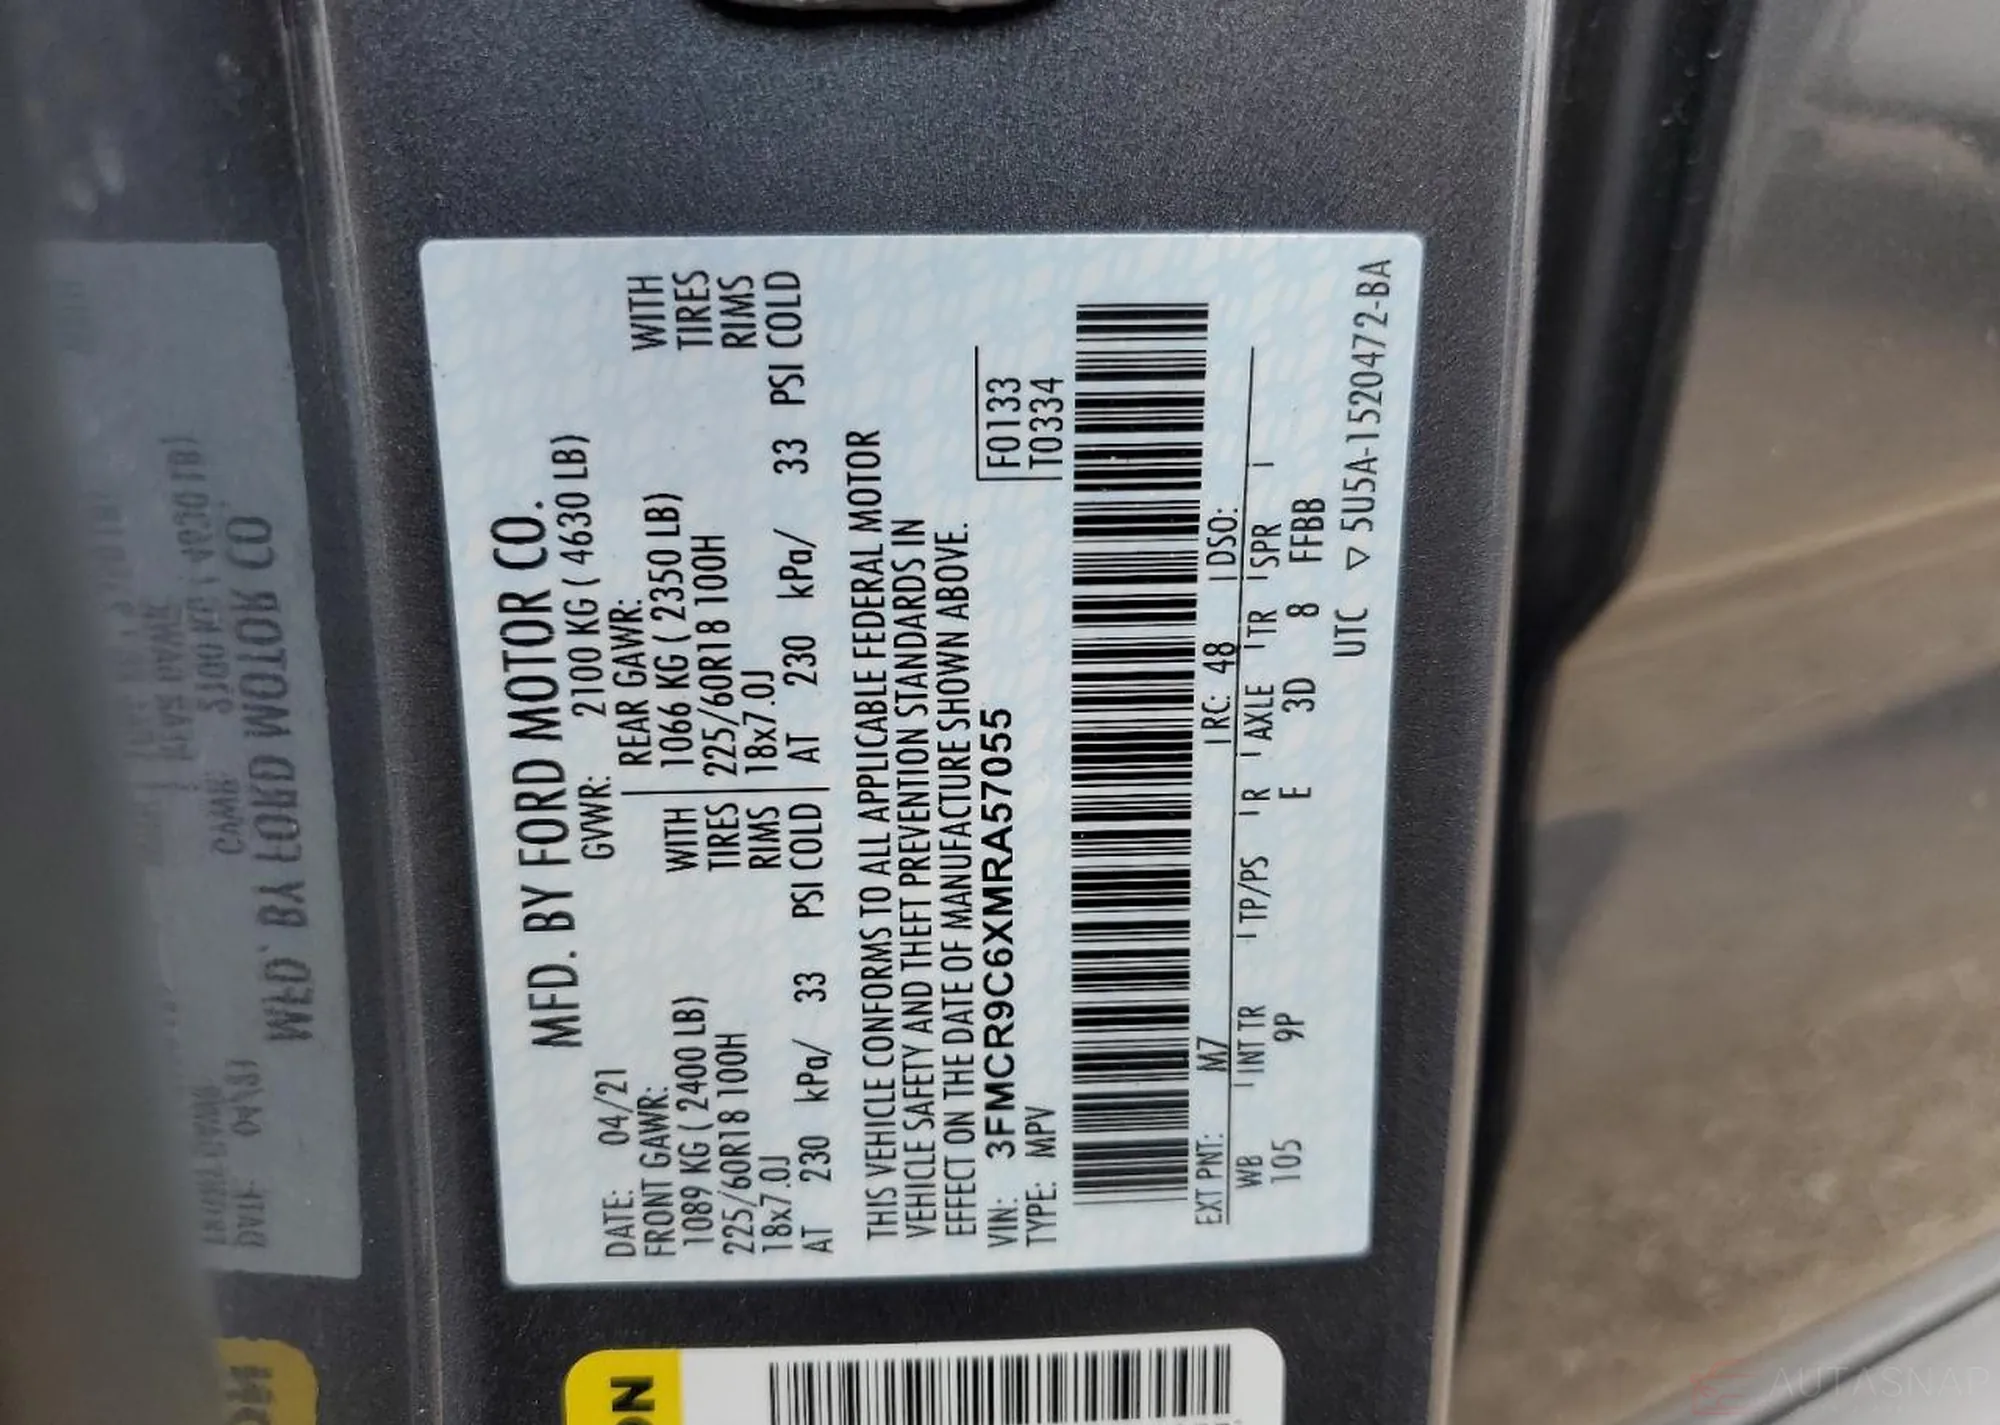 MFD. BY FORD MOTOR CO.
DATE: 04/21 GVWR: 2100 KG ( 4630 LB)
FRONT GAWR: REAR GAWR:
1089 KG ( 2400 LB) WITH 1066 KG ( 2350 LB) WITH
225/60R18 100H TIRES 225/60R18 100H TIRES
18x7.0J RIMS 18x7.0J RIMS
AT 230 kPa/ 33 PSI COLD AT 230 kPa/ 33 PSI COLD
THIS VEHICLE CONFORMS TO ALL APPLICABLE FEDERAL MOTOR
VEHICLE SAFETY AND THEFT PREVENTION STANDARDS IN
EFFECT ON THE DATE OF MANUFACTURE SHOWN ABOVE.
VIN: 3FMCR9C6XMRA57055 F0133
TYPE: MPV T0334
EXT PNT: M7 RC: 48 DSO:
WB INT TR TP/PS R AXLE TR SPR
105 9P E 3D 8 FFBB
UTC ▽ 5U5A-1520472-BA
ON
AUTASNAP